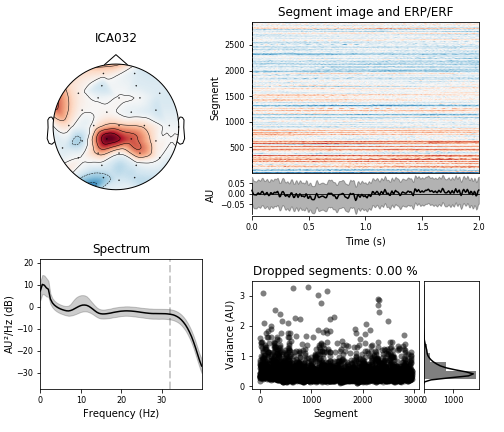 ICA032
Segment image and ERP/ERF
Segment
2500
2000
1500
1000
500
AU
0.05
0.00
−0.05
0.0 0.5 1.0 1.5 2.0
Time (s)
Spectrum
AU²/Hz (dB)
20
10
0
−10
−20
−30
0 10 20 30
Frequency (Hz)
Dropped segments: 0.00 %
Variance (AU)
3
2
1
0
0 1000 2000 3000 0 1000
Segment